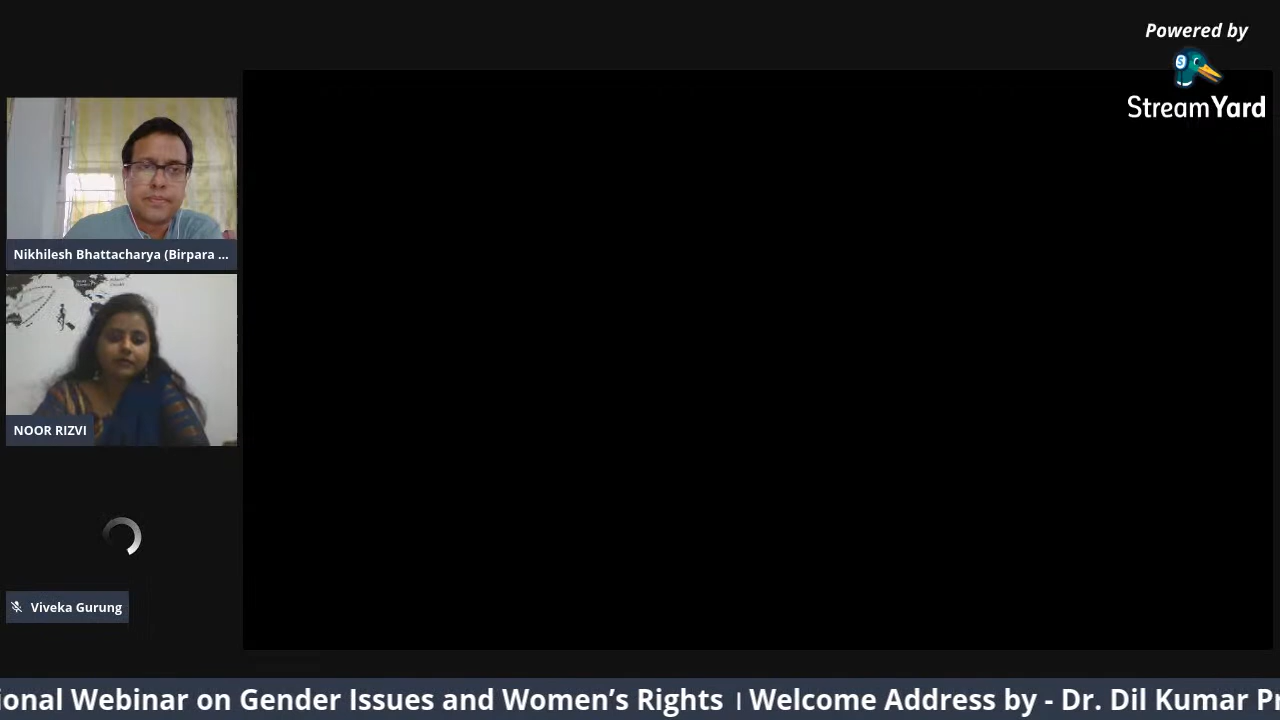 Powered by
StreamYard
Nikhilesh Bhattacharya (Birpara ...
NOOR RIZVI
Viveka Gurung
ional Webinar on Gender Issues and Women’s Rights । Welcome Address by - Dr. Dil Kumar Pr